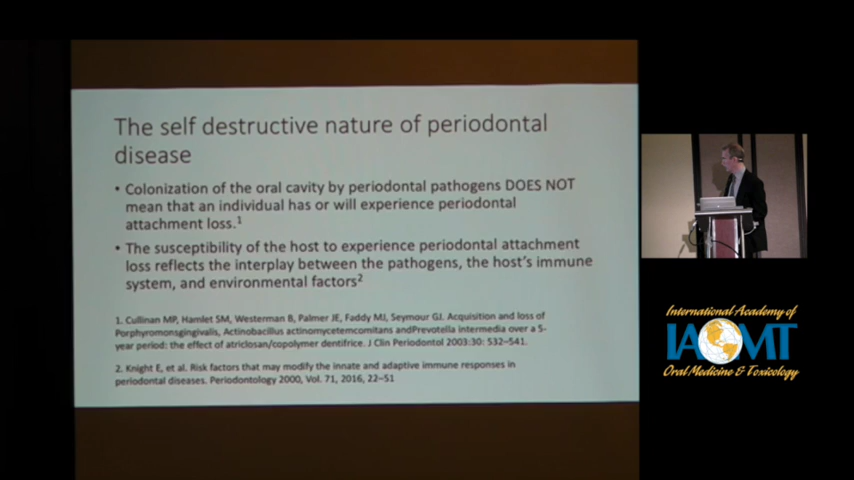 The self destructive nature of periodontal
disease
• Colonization of the oral cavity by periodontal pathogens DOES NOT
mean that an individual has or will experience periodontal
attachment loss.1
• The susceptibility of the host to experience periodontal attachment
loss reflects the interplay between the pathogens, the host's immune
system, and environmental factors2
1. Cullinan MP, Hamlet SM, Westerman B, Palmer JE, Faddy MJ, Seymour GJ. Acquisition and loss of
Porphyromonsgingivalis, Actinobacillus actinomycetemcomitans andPrevotella intermedia over a 5-
year period: the effect of atriclosan/copolymer dentifrice. J Clin Periodontol 2003:30: 532–541.
2. Knight E, et al. Risk factors that may modify the innate and adaptive immune responses in
periodontal diseases. Periodontology 2000, Vol. 71, 2016, 22–51
International Academy of
IAOMT
Oral Medicine & Toxicology